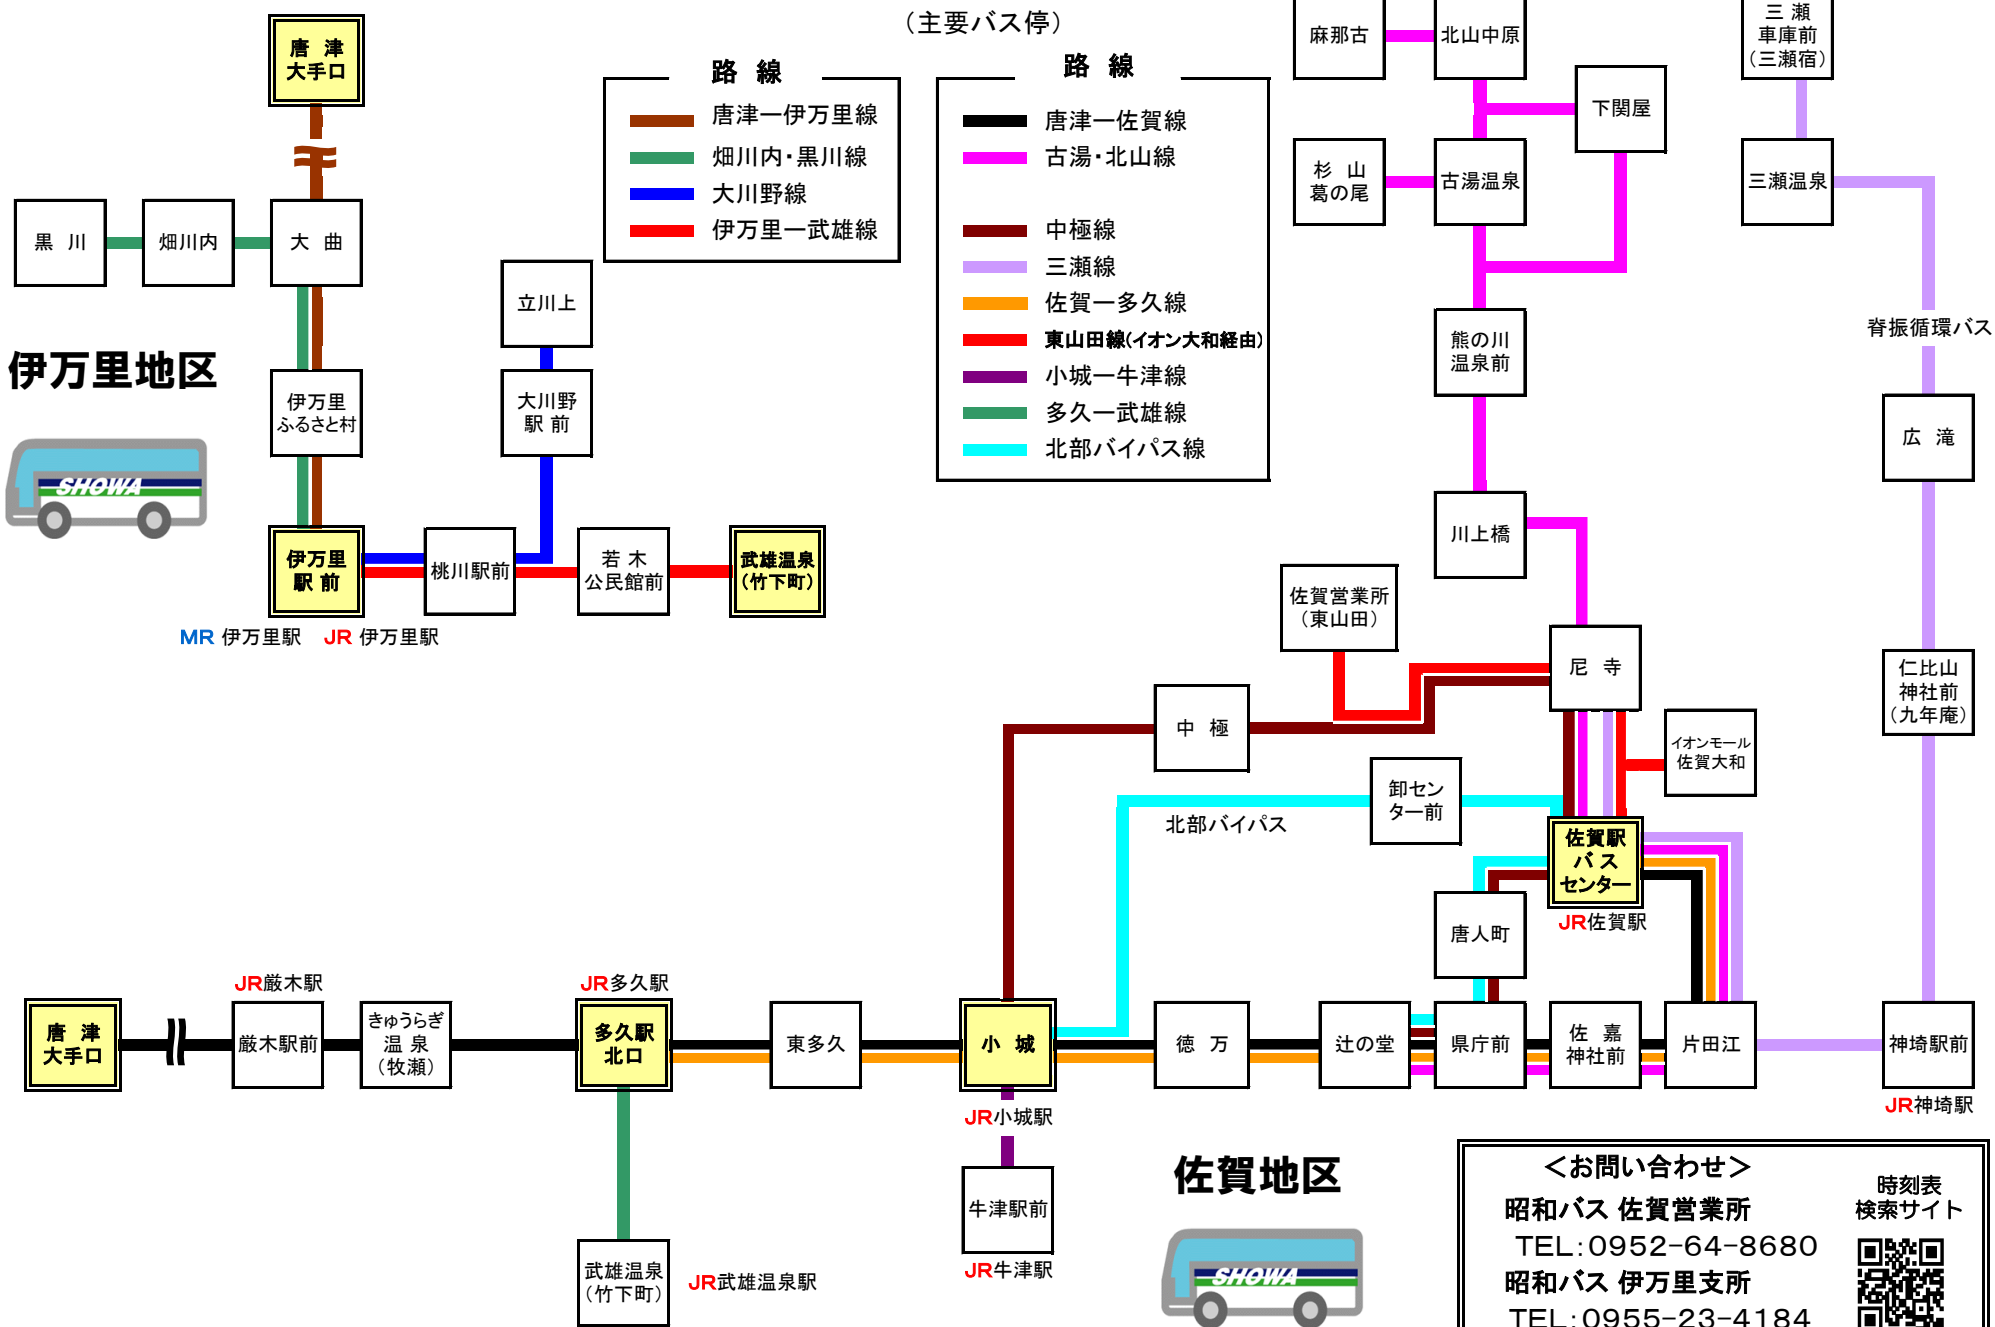 （主要バス停）
唐 津
大手口
路 線
唐津ー伊万里線
畑川内・黒川線
大川野線
伊万里ー武雄線
路 線
唐津ー佐賀線
古湯・北山線
中極線
三瀬線
佐賀ー多久線
東山田線(イオン大和経由)
小城ー牛津線
多久ー武雄線
北部バイパス線
麻那古
北山中原
三 瀬
車庫前
（三瀬宿）
下関屋
杉 山
葛の尾
古湯温泉
三瀬温泉
黒 川
畑川内
大 曲
立川上
熊の川
温泉前
脊振循環バス
伊万里地区
伊万里
ふるさと村
大川野
駅 前
広 滝
SHOWA
川上橋
伊万里
駅 前
桃川駅前
若 木
公民館前
武雄温泉
（竹下町）
MR 伊万里駅 JR 伊万里駅
佐賀営業所
（東山田）
尼 寺
仁比山
神社前
（九年庵）
中 極
イオンモール
佐賀大和
卸セン
ター前
北部バイパス
佐賀駅
バ ス
センター
JR佐賀駅
唐人町
JR厳木駅
JR多久駅
唐 津
大手口
厳木駅前
きゅうらぎ
温 泉
（牧瀬）
多久駅
北口
東多久
小 城
徳 万
辻の堂
県庁前
佐 嘉
神社前
片田江
神埼駅前
JR小城駅
JR神埼駅
牛津駅前
JR牛津駅
佐賀地区
武雄温泉
（竹下町）
JR武雄温泉駅
SHOWA
＜お問い合わせ＞
昭和バス 佐賀営業所
TEL:0952-64-8680
昭和バス 伊万里支所
TEL:0955-23-4184
時刻表
検索サイト